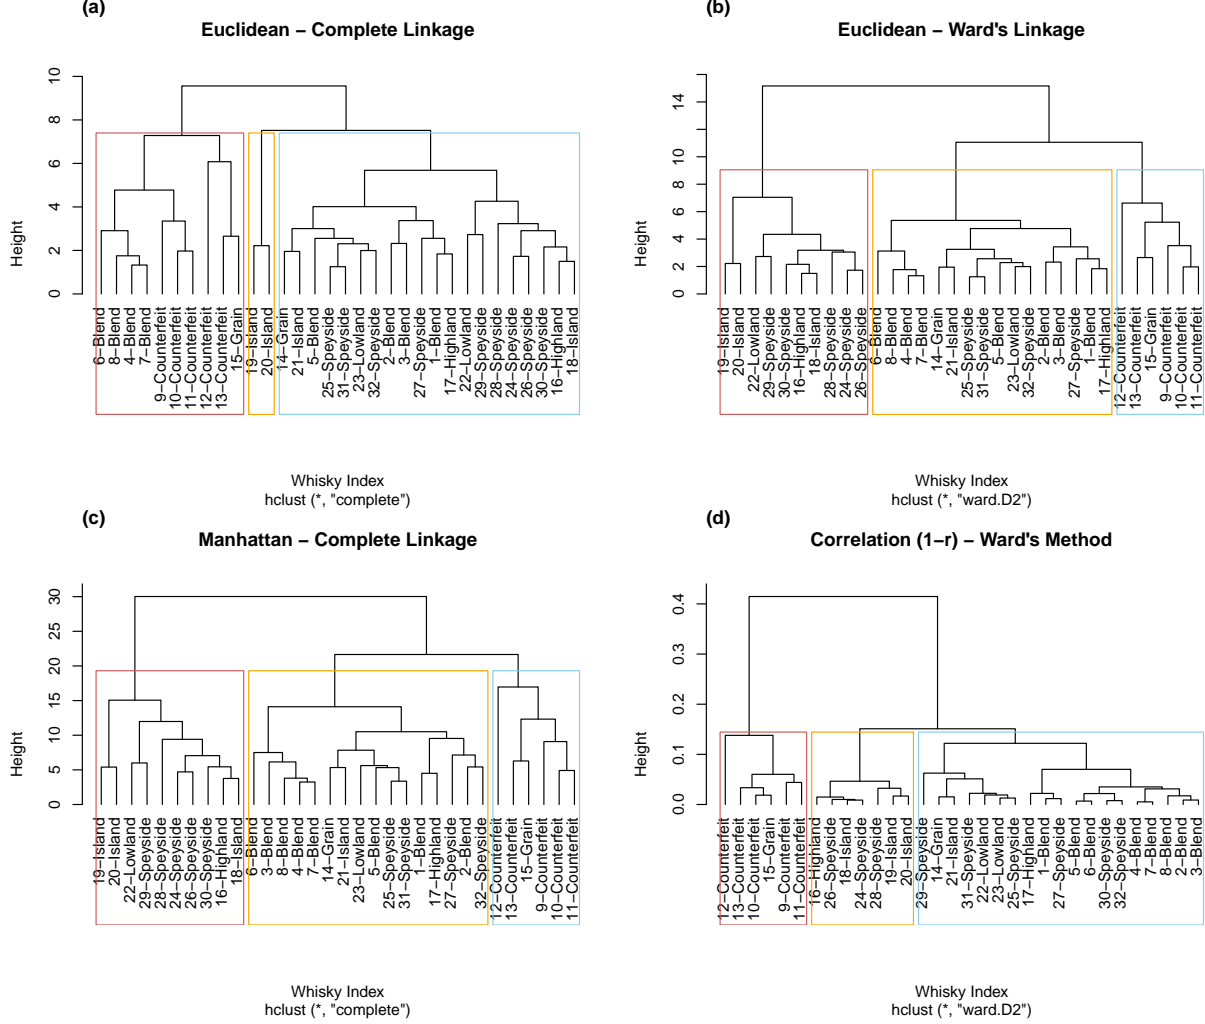 (a)
Euclidean − Complete Linkage
Height
0
2
4
6
8
10
6−Blend
8−Blend
4−Blend
7−Blend
9−Counterfeit
10−Counterfeit
11−Counterfeit
12−Counterfeit
13−Counterfeit
15−Grain
19−Island
20−Island
14−Grain
21−Island
5−Blend
25−Speyside
31−Speyside
23−Lowland
32−Speyside
2−Blend
3−Blend
27−Speyside
1−Blend
17−Highland
22−Lowland
29−Speyside
28−Speyside
24−Speyside
26−Speyside
30−Speyside
16−Highland
18−Island
Whisky Index
hclust (*, "complete")
(b)
Euclidean − Ward's Linkage
Height
0
2
4
6
8
10
14
19−Island
20−Island
22−Lowland
29−Speyside
30−Speyside
16−Highland
18−Island
28−Speyside
24−Speyside
26−Speyside
6−Blend
8−Blend
4−Blend
7−Blend
14−Grain
21−Island
25−Speyside
31−Speyside
5−Blend
23−Lowland
32−Speyside
2−Blend
3−Blend
27−Speyside
1−Blend
17−Highland
12−Counterfeit
13−Counterfeit
15−Grain
9−Counterfeit
10−Counterfeit
11−Counterfeit
Whisky Index
hclust (*, "ward.D2")
(c)
Manhattan − Complete Linkage
Height
0
5
10
15
20
25
30
19−Island
20−Island
22−Lowland
29−Speyside
28−Speyside
24−Speyside
26−Speyside
30−Speyside
16−Highland
18−Island
6−Blend
3−Blend
8−Blend
4−Blend
7−Blend
14−Grain
21−Island
23−Lowland
5−Blend
25−Speyside
31−Speyside
1−Blend
17−Highland
27−Speyside
2−Blend
32−Speyside
12−Counterfeit
13−Counterfeit
15−Grain
9−Counterfeit
10−Counterfeit
11−Counterfeit
Whisky Index
hclust (*, "complete")
(d)
Correlation (1−r) − Ward's Method
Height
0.0
0.1
0.2
0.3
0.4
12−Counterfeit
13−Counterfeit
10−Counterfeit
15−Grain
9−Counterfeit
11−Counterfeit
16−Highland
26−Speyside
18−Island
24−Speyside
28−Speyside
19−Island
20−Island
29−Speyside
14−Grain
21−Island
31−Speyside
22−Lowland
23−Lowland
25−Speyside
17−Highland
1−Blend
27−Speyside
5−Blend
6−Blend
30−Speyside
32−Speyside
4−Blend
7−Blend
8−Blend
2−Blend
3−Blend
Whisky Index
hclust (*, "ward.D2")